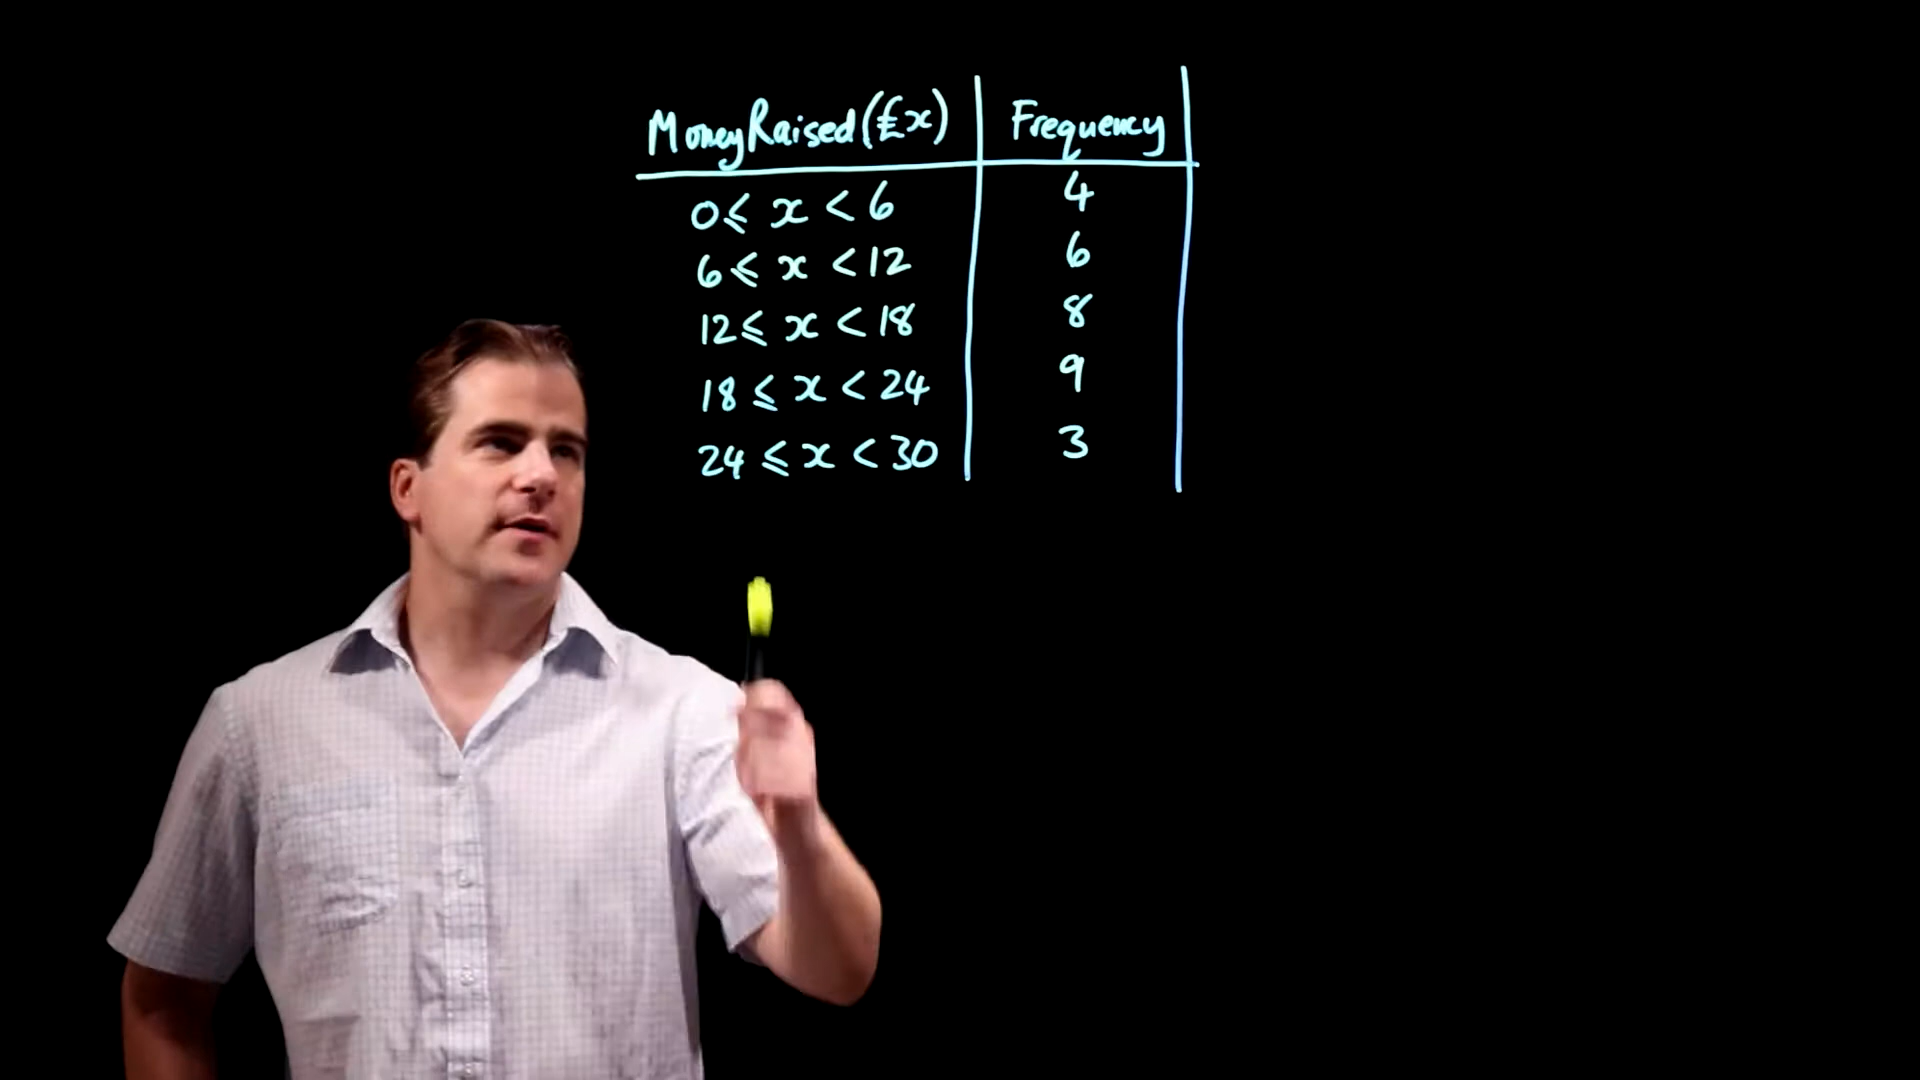 Money Raised (£x) Frequency
0 ⩽ x < 6 4
6 ⩽ x < 12 6
12 ⩽ x < 18 8
18 ⩽ x < 24 9
24 ⩽ x < 30 3